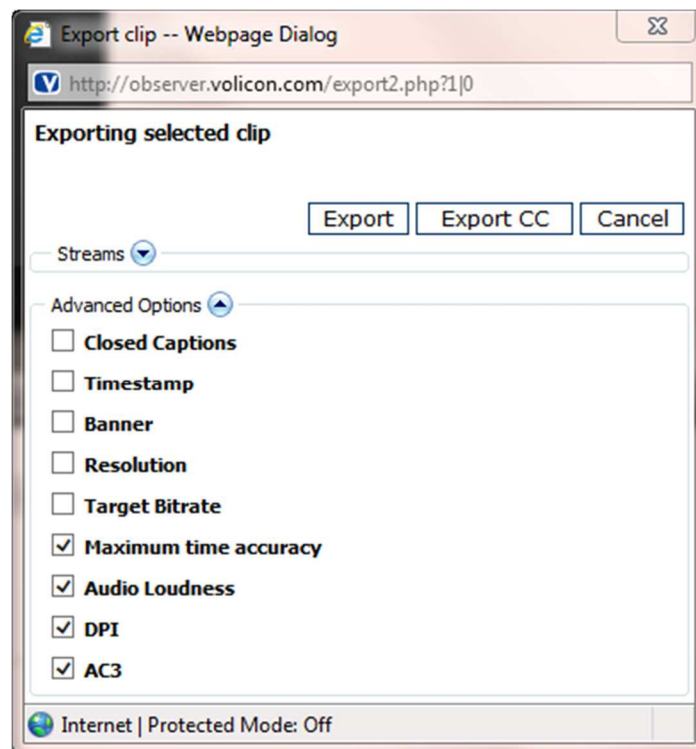 Export clip -- Webpage Dialog
http://observer.volicon.com/export2.php?1|0
Exporting selected clip
Export Export CC Cancel
Streams
Advanced Options
Closed Captions
Timestamp
Banner
Resolution
Target Bitrate
Maximum time accuracy
Audio Loudness
DPI
AC3
Internet | Protected Mode: Off